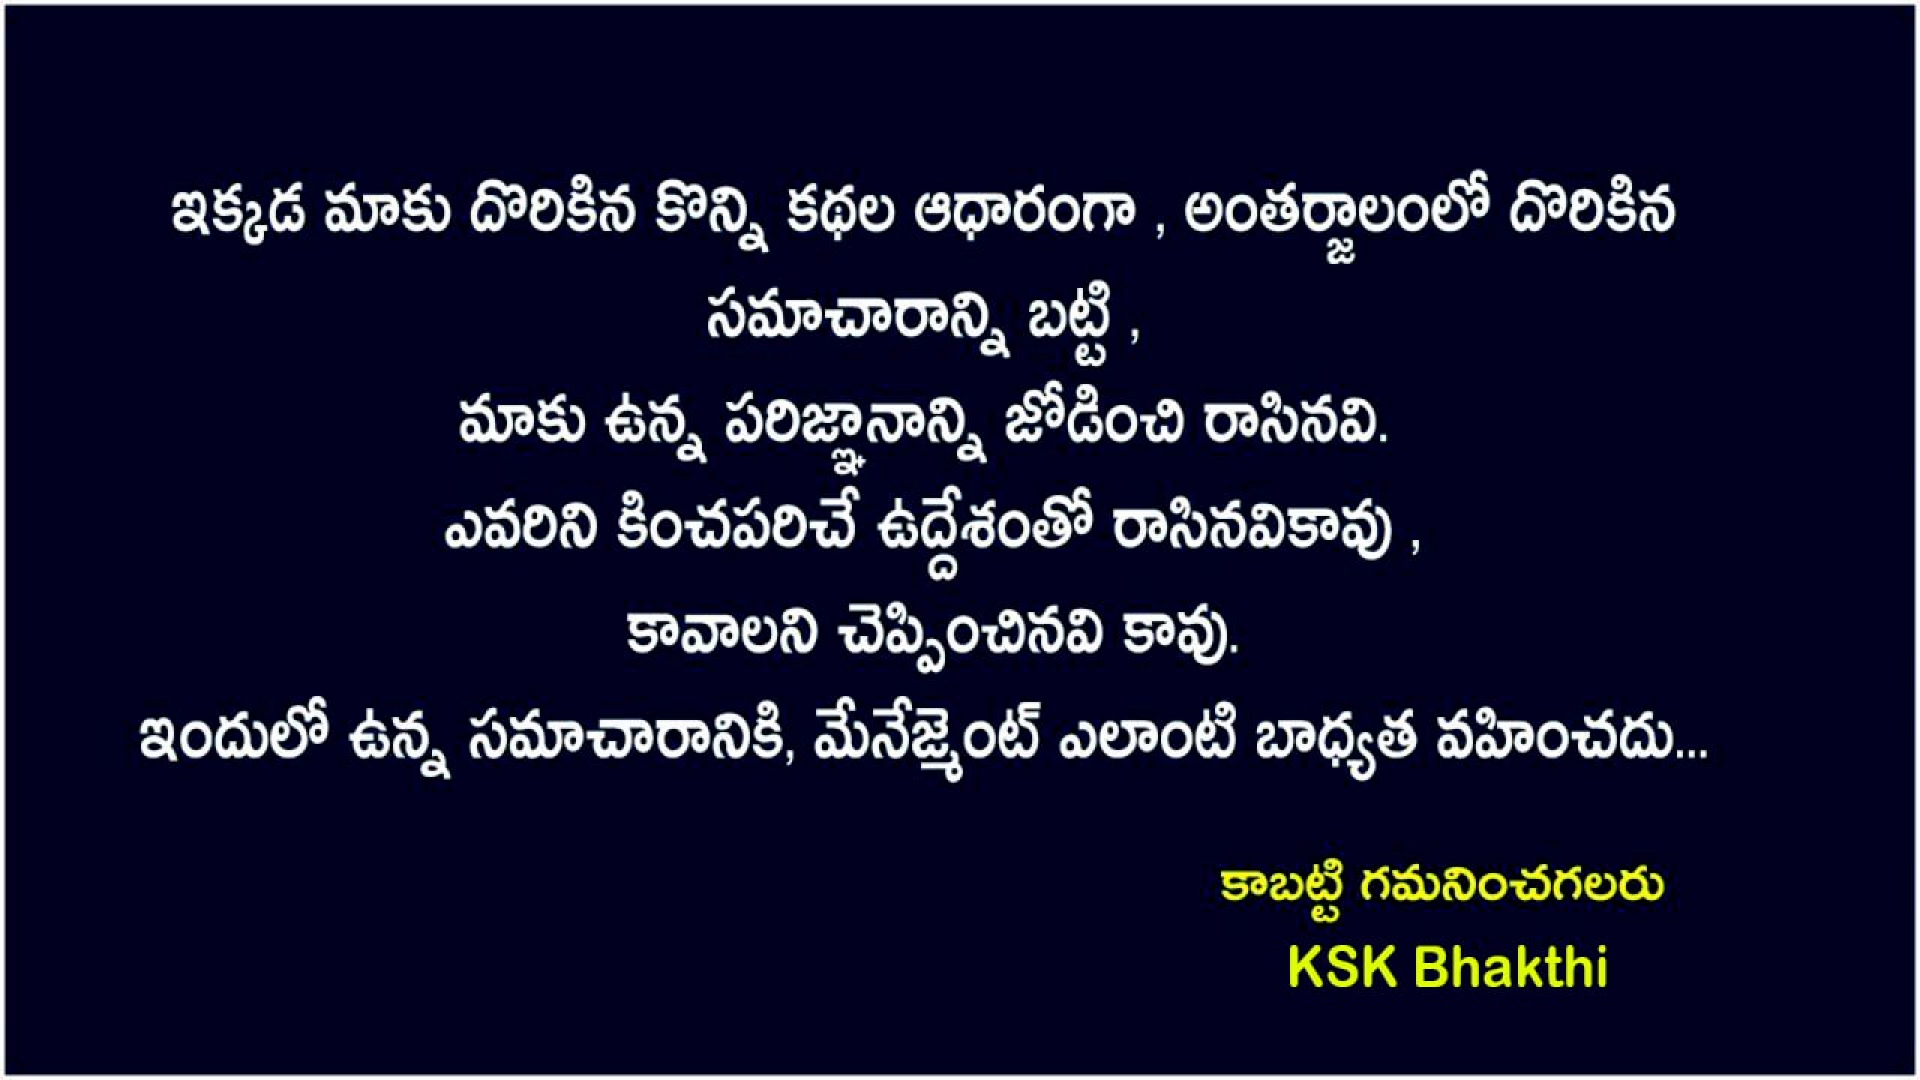 ఇక్కడ మాకు దొరికిన కొన్ని కథల ఆధారంగా , అంతర్జాలంలో దొరికిన
సమాచారాన్ని బట్టి ,
మాకు ఉన్న పరిజ్ఞానాన్ని జోడించి రాసినవి.
ఎవరిని కించపరిచే ఉద్దేశంతో రాసినవికావు ,
కావాలని చెప్పించినవి కావు.
ఇందులో ఉన్న సమాచారానికి, మేనేజ్మెంట్ ఎలాంటి బాధ్యత వహించదు...
కాబట్టి గమనించగలరు
KSK Bhakthi